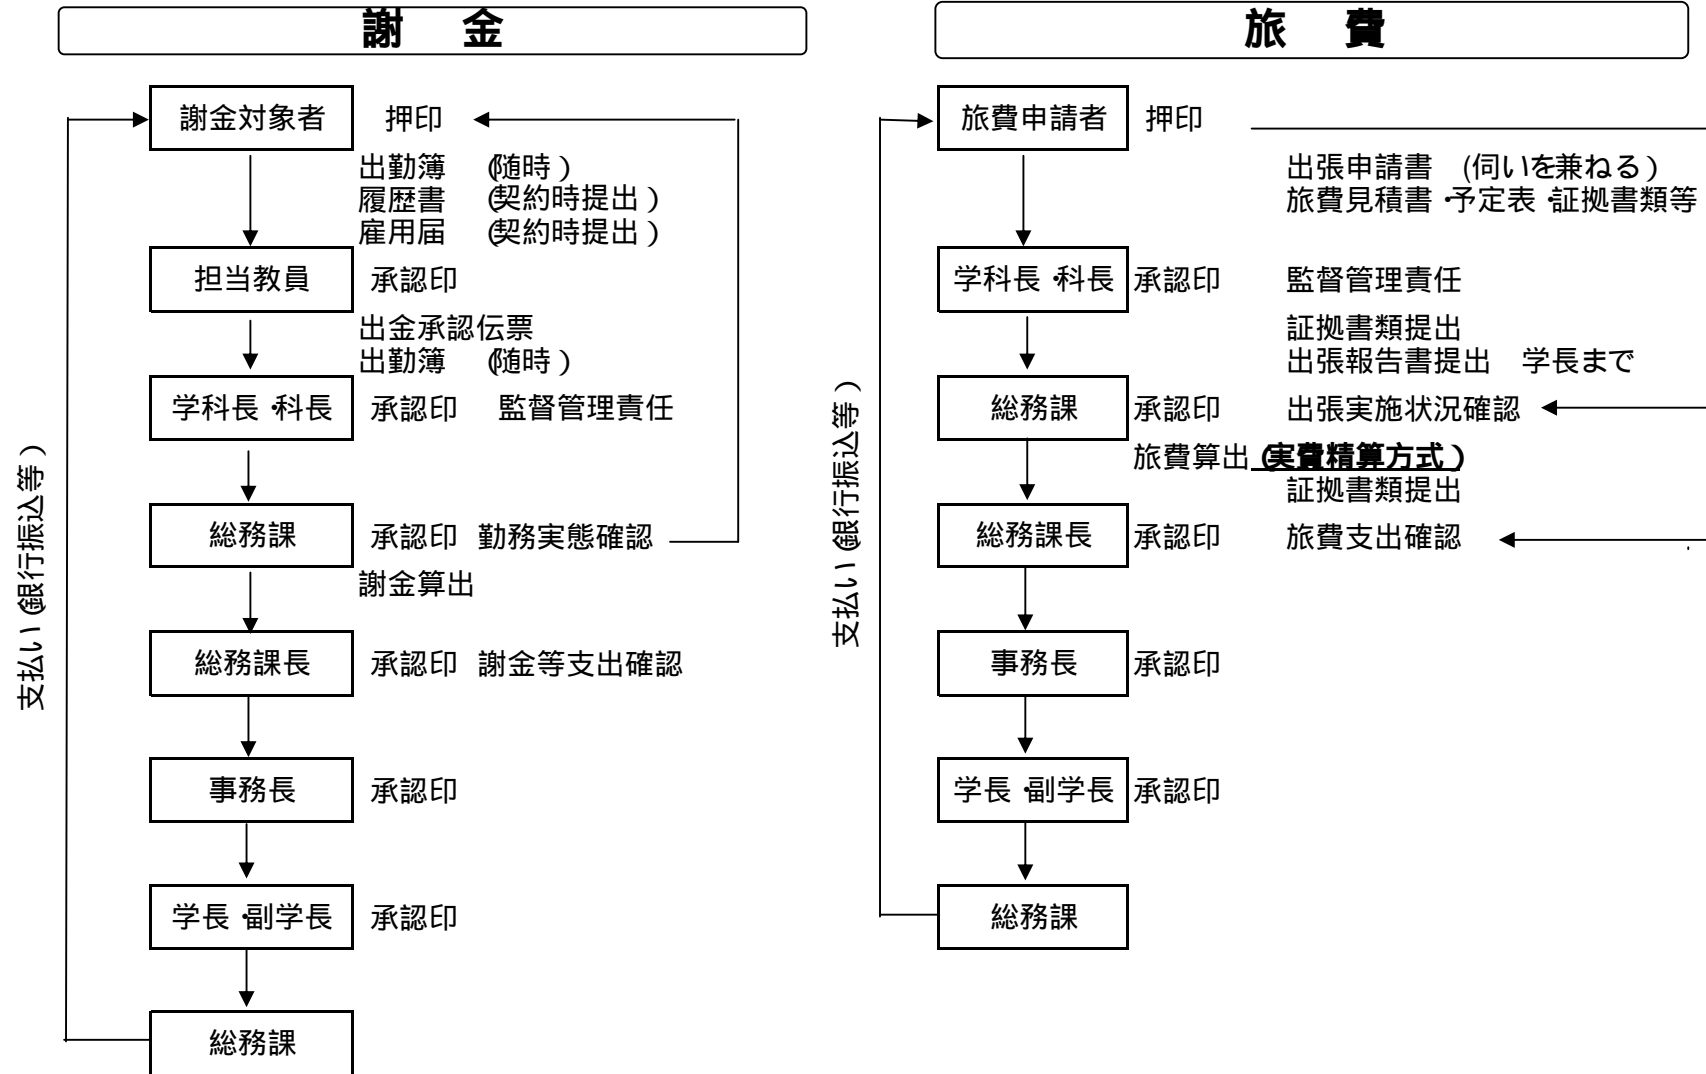 謝 金
謝金対象者 押印
出勤簿 (随時)
履歴書 (契約時提出)
雇用届 (契約時提出)
担当教員 承認印
出金承認伝票
出勤簿 (随時)
学科長・科長 承認印 監督管理責任
総務課 承認印 勤務実態確認
謝金算出
総務課長 承認印 謝金等支出確認
事務長 承認印
学長・副学長 承認印
総務課
支払い(銀行振込等)
旅 費
旅費申請者 押印
出張申請書 (伺いを兼ねる)
旅費見積書・予定表・証拠書類等
学科長・科長 承認印 監督管理責任
証拠書類提出
出張報告書提出 学長まで
総務課 承認印 出張実施状況確認
旅費算出(実費精算方式)
証拠書類提出
総務課長 承認印 旅費支出確認
事務長 承認印
学長・副学長 承認印
総務課
支払い(銀行振込等)